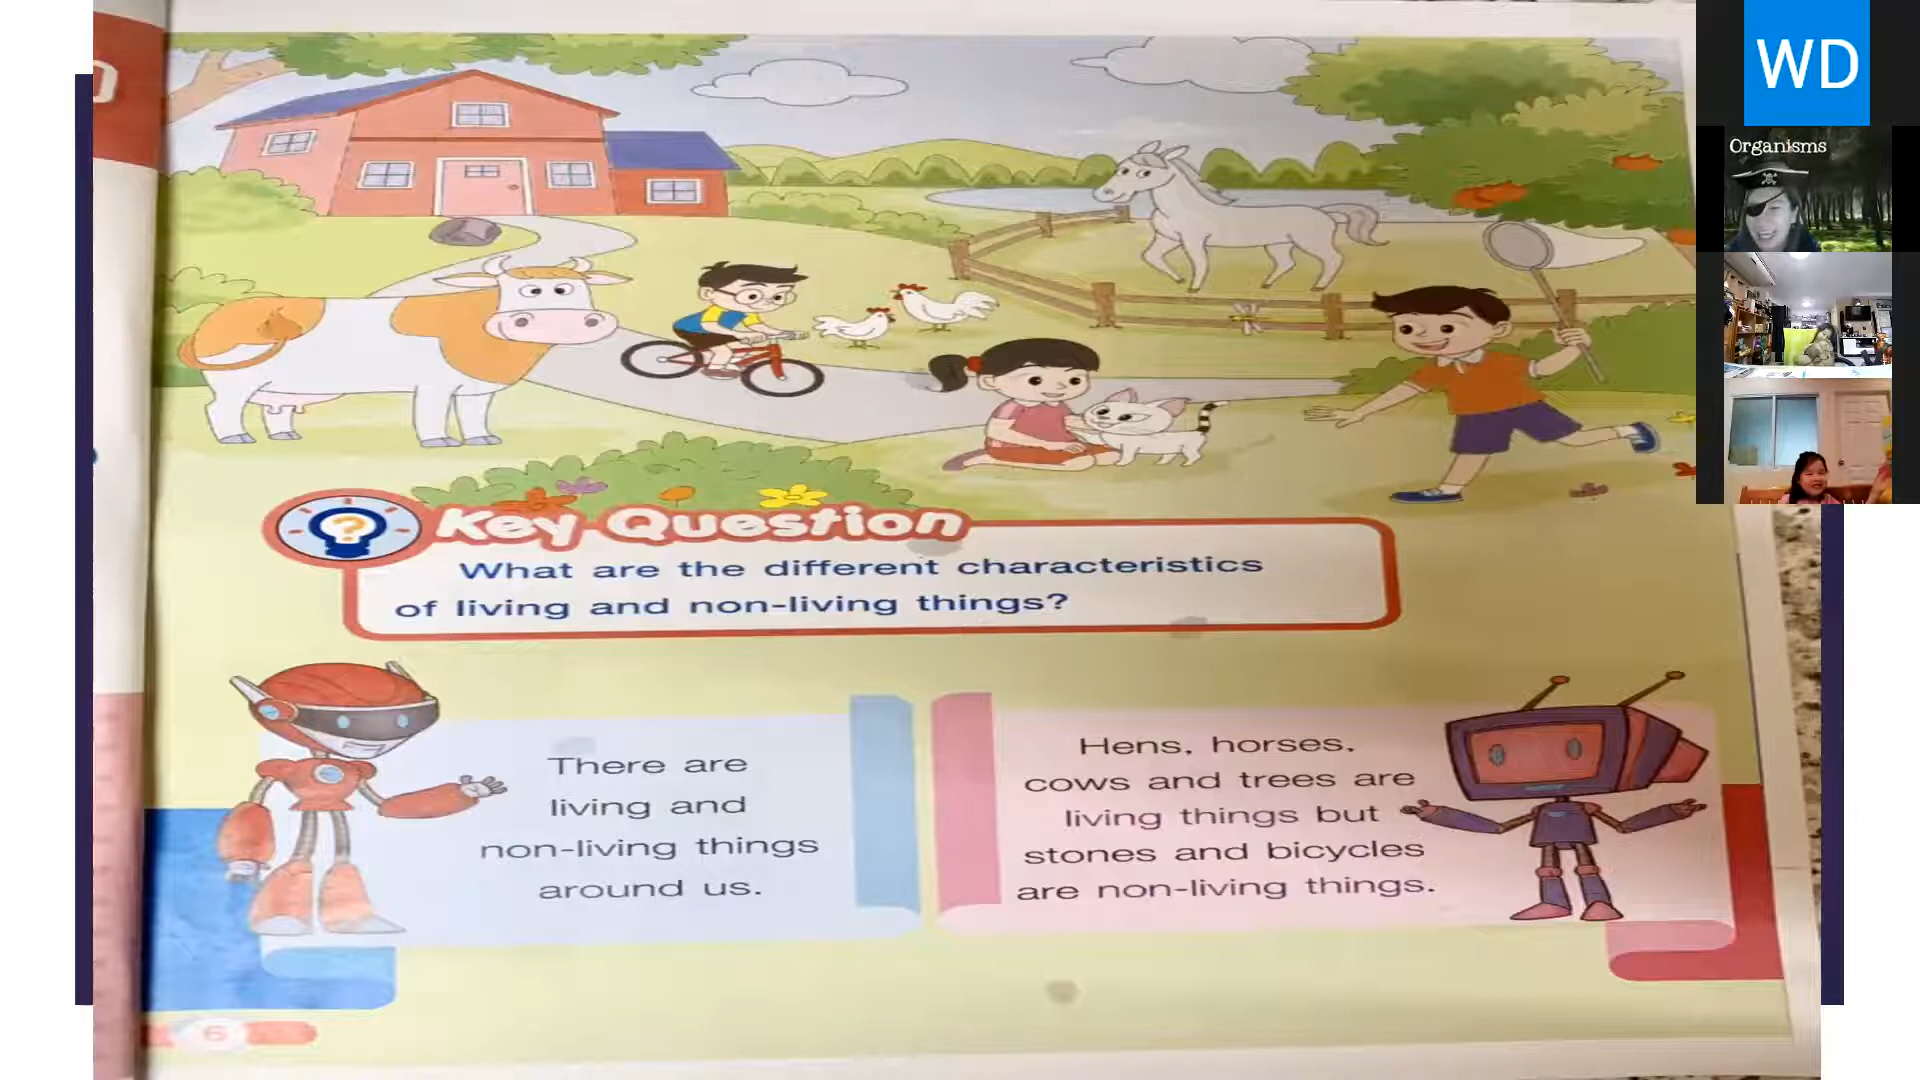 WD
Organisms
Key Question
What are the different characteristics
of living and non-living things?
There are
living and
non-living things
around us.
Hens, horses,
cows and trees are
living things but
stones and bicycles
are non-living things.
6